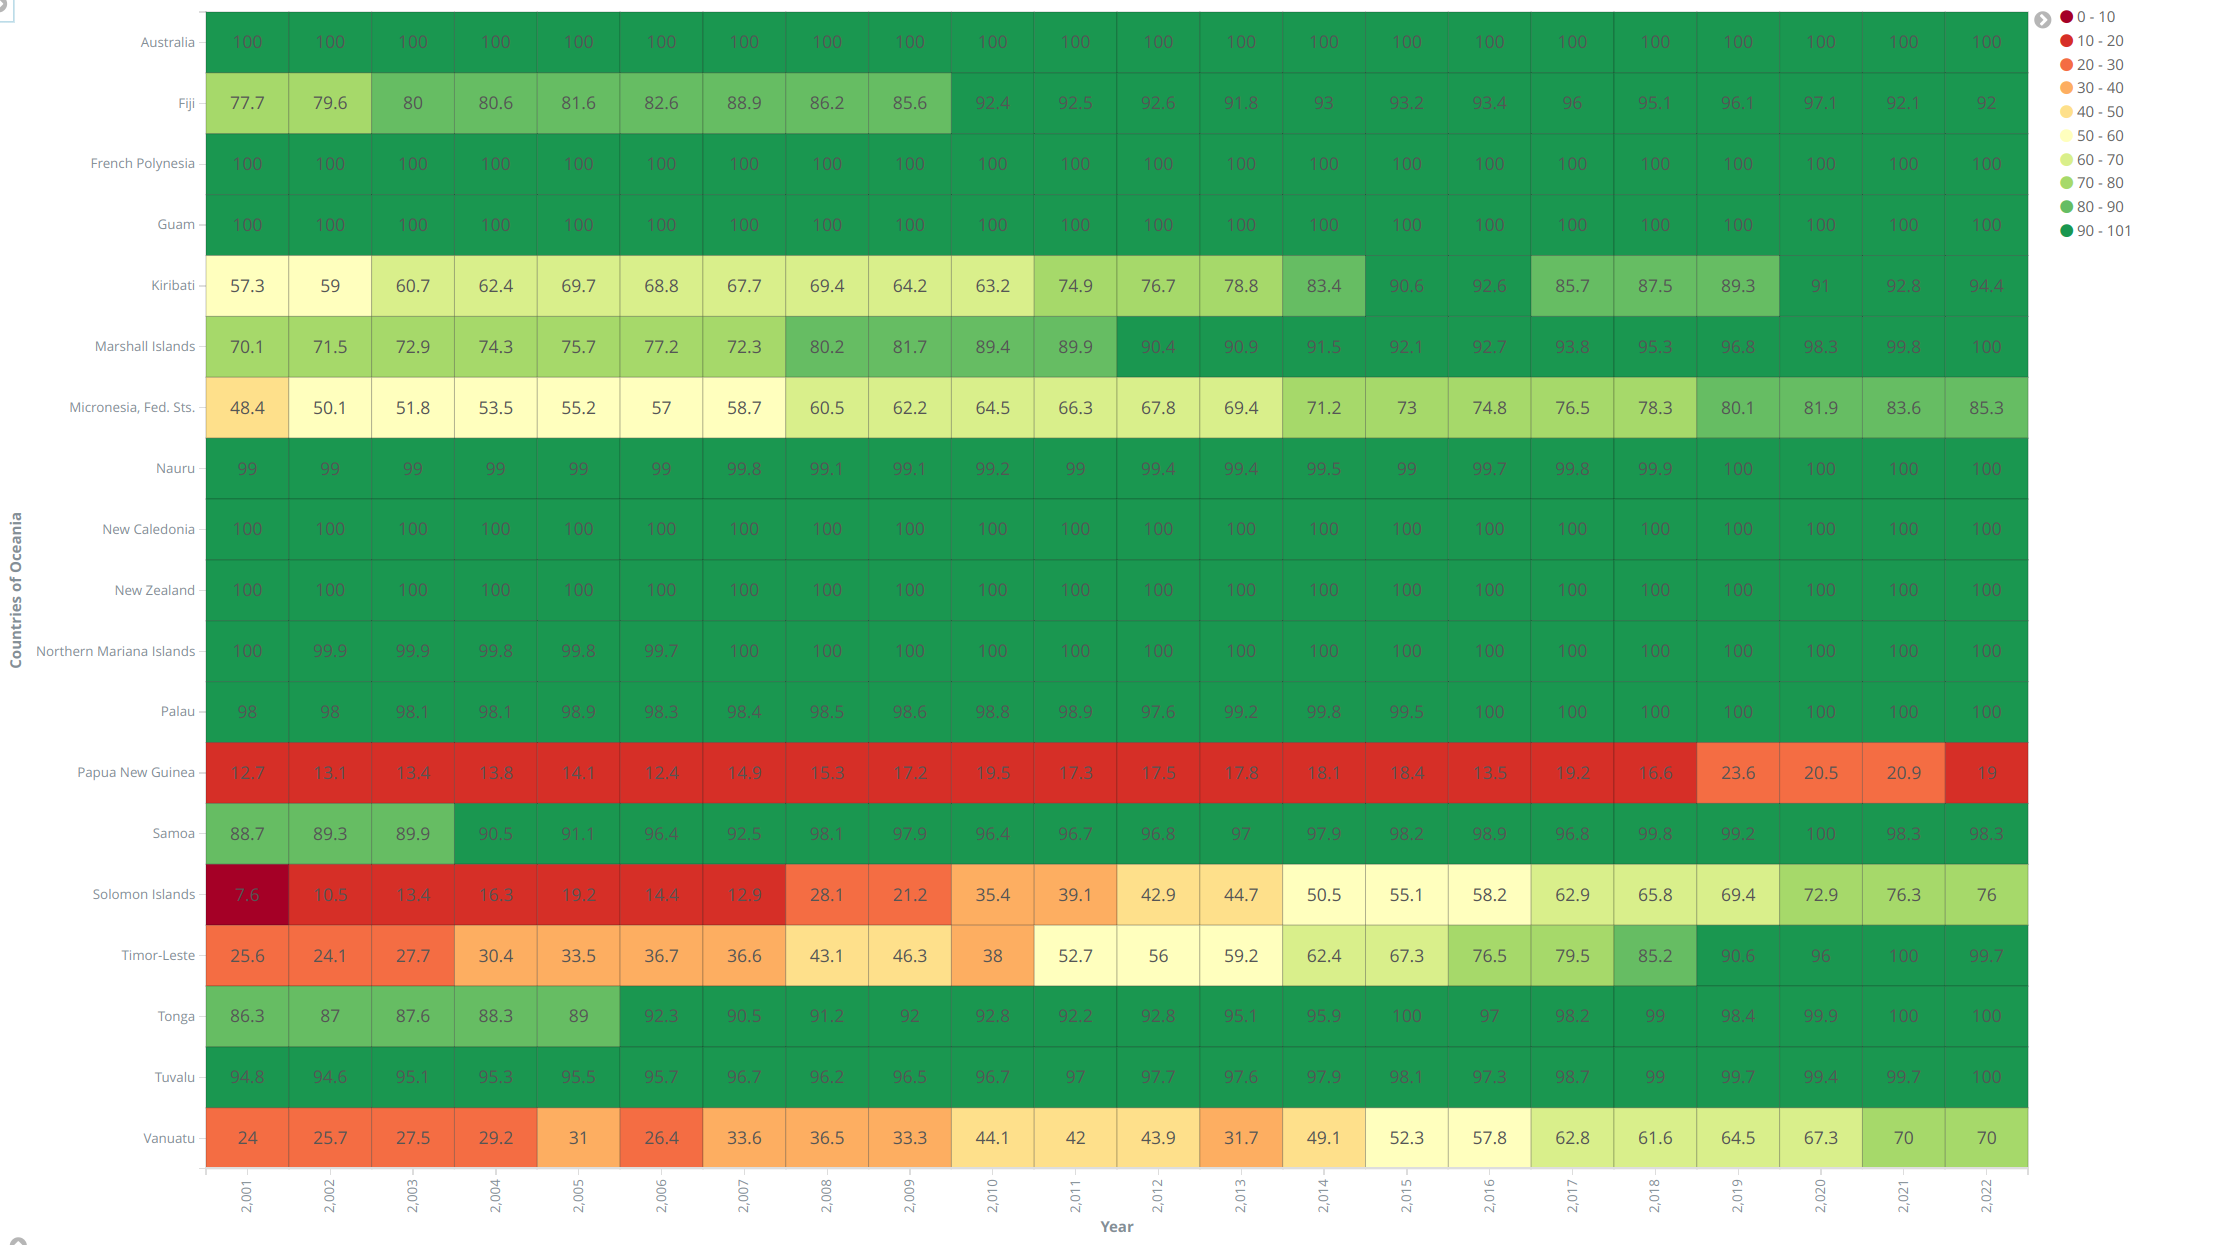 Australia 100 100 100 100 100 100 100 100 100 100 100 100 100 100 100 100 100 100 100 100 100 100
Fiji 77.7 79.6 80 80.6 81.6 82.6 88.9 86.2 85.6 92.4 92.5 92.6 91.8 93 93.2 93.4 96 95.1 96.1 97.1 92.1 92
French Polynesia 100 100 100 100 100 100 100 100 100 100 100 100 100 100 100 100 100 100 100 100 100 100
Guam 100 100 100 100 100 100 100 100 100 100 100 100 100 100 100 100 100 100 100 100 100 100
Kiribati 57.3 59 60.7 62.4 69.7 68.8 67.7 69.4 64.2 63.2 74.9 76.7 78.8 83.4 90.6 92.6 85.7 87.5 89.3 91 92.8 94.4
Marshall Islands 70.1 71.5 72.9 74.3 75.7 77.2 72.3 80.2 81.7 89.4 89.9 90.4 90.9 91.5 92.1 92.7 93.8 95.3 96.8 98.3 99.8 100
Micronesia, Fed. Sts. 48.4 50.1 51.8 53.5 55.2 57 58.7 60.5 62.2 64.5 66.3 67.8 69.4 71.2 73 74.8 76.5 78.3 80.1 81.9 83.6 85.3
Nauru 99 99 99 99 99 99 99.8 99.1 99.1 99.2 99 99.4 99.4 99.5 99 99.7 99.8 99.9 100 100 100 100
New Caledonia 100 100 100 100 100 100 100 100 100 100 100 100 100 100 100 100 100 100 100 100 100 100
New Zealand 100 100 100 100 100 100 100 100 100 100 100 100 100 100 100 100 100 100 100 100 100 100
Northern Mariana Islands 100 99.9 99.9 99.8 99.8 99.7 100 100 100 100 100 100 100 100 100 100 100 100 100 100 100 100
Palau 98 98 98.1 98.1 98.9 98.3 98.4 98.5 98.6 98.8 98.9 97.6 99.2 99.8 99.5 100 100 100 100 100 100 100
Papua New Guinea 12.7 13.1 13.4 13.8 14.1 12.4 14.9 15.3 17.2 19.5 17.3 17.5 17.8 18.1 18.4 13.5 19.2 16.6 23.6 20.5 20.9 19
Samoa 88.7 89.3 89.9 90.5 91.1 96.4 92.5 98.1 97.9 96.4 96.7 96.8 97 97.9 98.2 98.9 96.8 99.8 99.2 100 98.3 98.3
Solomon Islands 7.6 10.5 13.4 16.3 19.2 14.4 12.9 28.1 21.2 35.4 39.1 42.9 44.7 50.5 55.1 58.2 62.9 65.8 69.4 72.9 76.3 76
Timor-Leste 25.6 24.1 27.7 30.4 33.5 36.7 36.6 43.1 46.3 38 52.7 56 59.2 62.4 67.3 76.5 79.5 85.2 90.6 96 100 99.7
Tonga 86.3 87 87.6 88.3 89 92.3 90.5 91.2 92 92.8 92.2 92.8 95.1 95.9 100 97 98.2 99 98.4 99.9 100 100
Tuvalu 94.8 94.6 95.1 95.3 95.5 95.7 96.7 96.2 96.5 96.7 97 97.7 97.6 97.9 98.1 97.3 98.7 99 99.7 99.4 99.7 100
Vanuatu 24 25.7 27.5 29.2 31 26.4 33.6 36.5 33.3 44.1 42 43.9 31.7 49.1 52.3 57.8 62.8 61.6 64.5 67.3 70 70
2,001 2,002 2,003 2,004 2,005 2,006 2,007 2,008 2,009 2,010 2,011 2,012 2,013 2,014 2,015 2,016 2,017 2,018 2,019 2,020 2,021 2,022
Year
Countries of Oceania
0 - 10
10 - 20
20 - 30
30 - 40
40 - 50
50 - 60
60 - 70
70 - 80
80 - 90
90 - 101